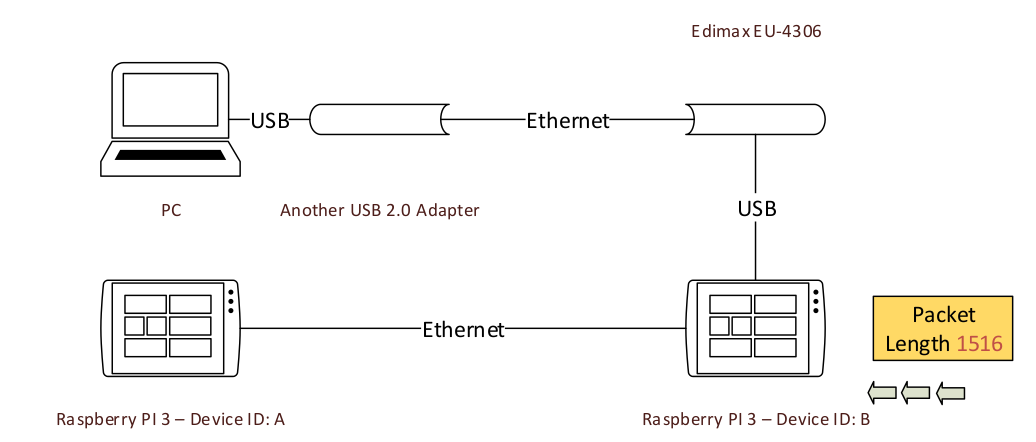 Edimax EU-4306
USB
Ethernet
PC
Another USB 2.0 Adapter
USB
Ethernet
Packet
Length 1516
Raspberry PI 3 – Device ID: A
Raspberry PI 3 – Device ID: B